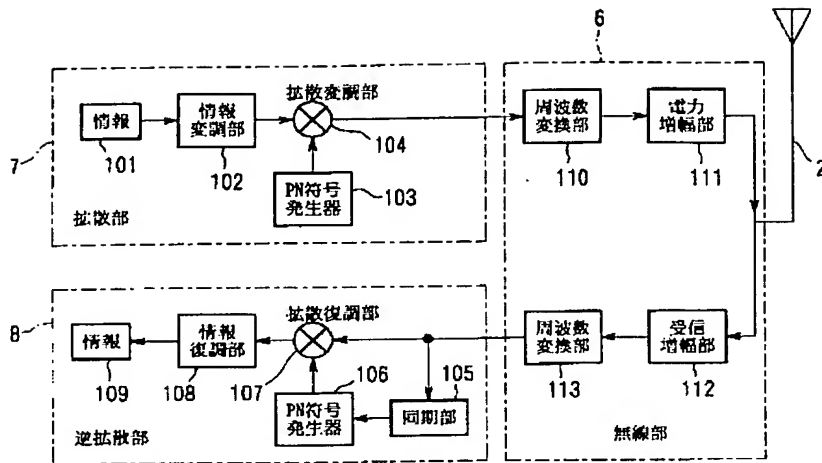 6
拡散変調部
情報
101
情報
変調部
102
104
周波数
変換部
110
電力
増幅部
111
2
7
PN符号
発生器
103
拡散部
8
拡散復調部
情報
109
情報
復調部
108
107
106
105
PN符号
発生器
同期部
周波数
変換部
113
受信
増幅部
112
逆拡散部
無線部